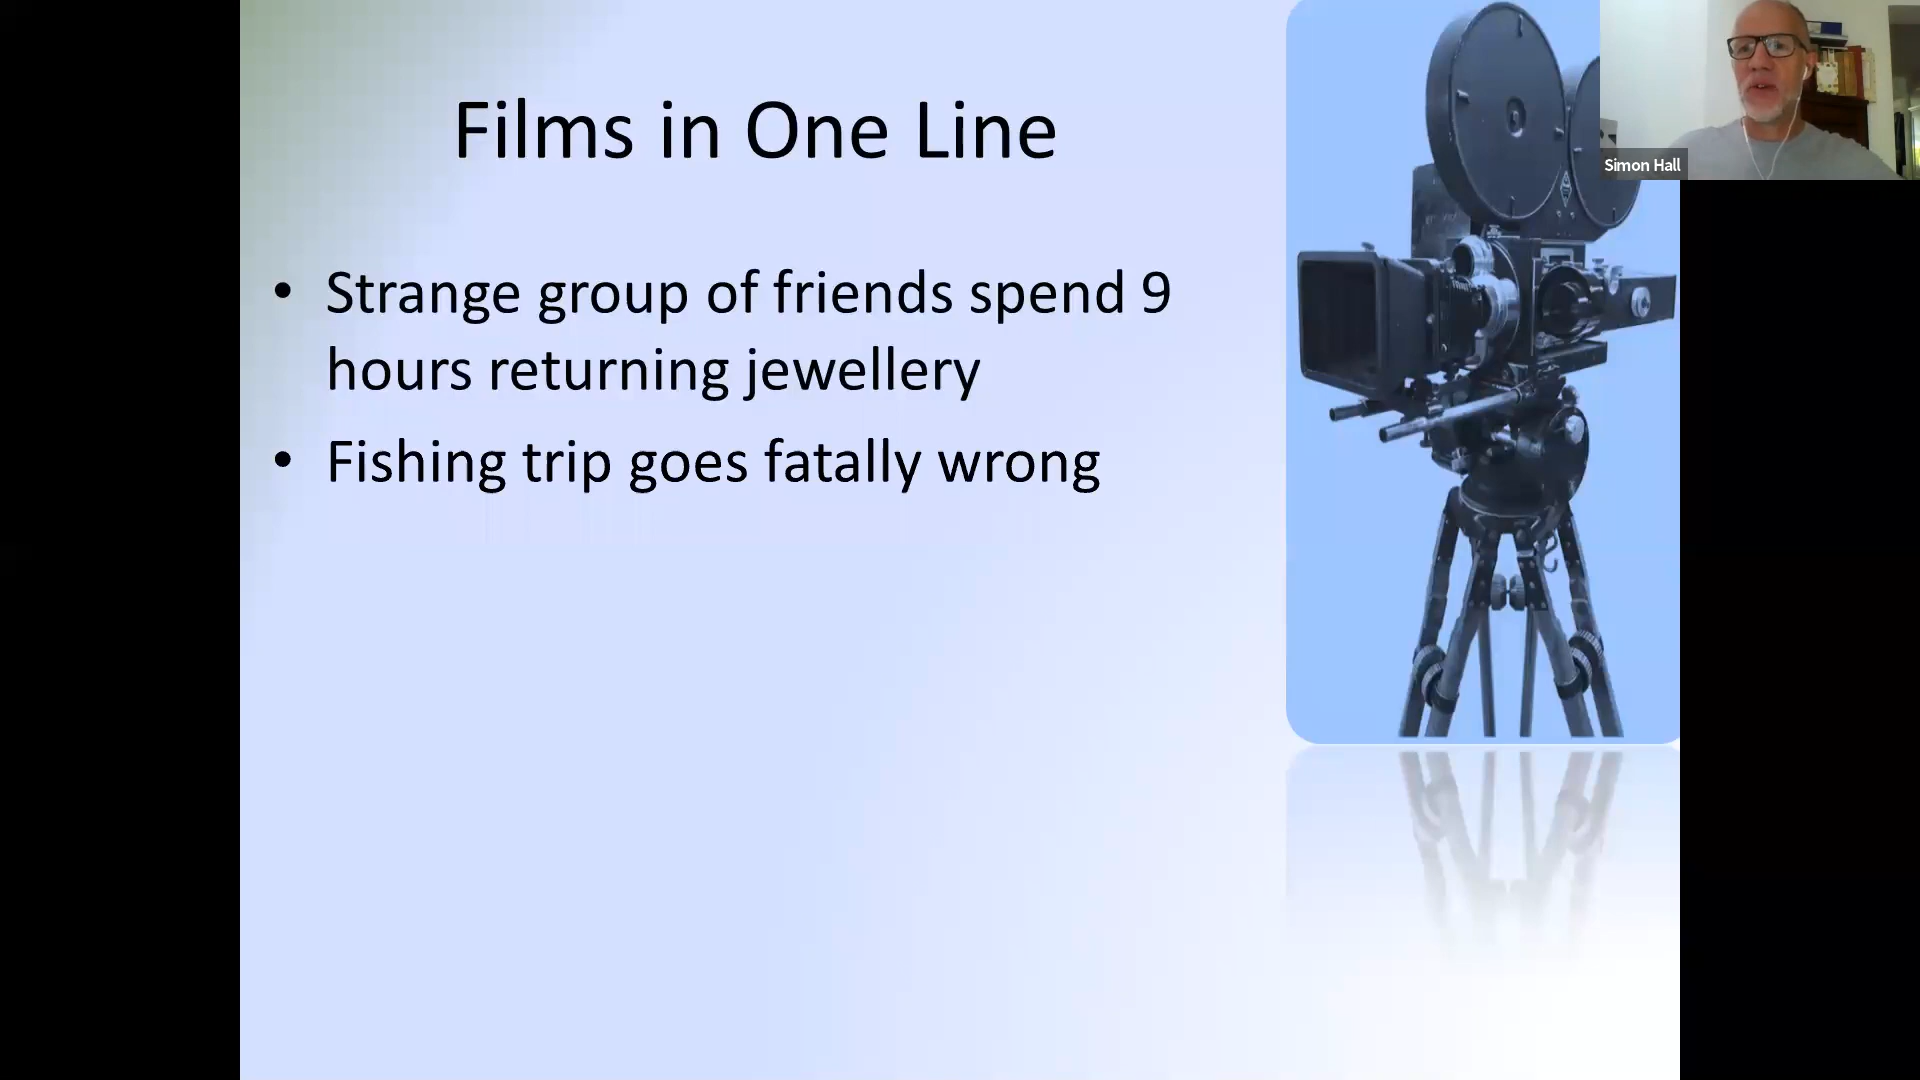 Films in One Line
• Strange group of friends spend 9
hours returning jewellery
• Fishing trip goes fatally wrong
Simon Hall